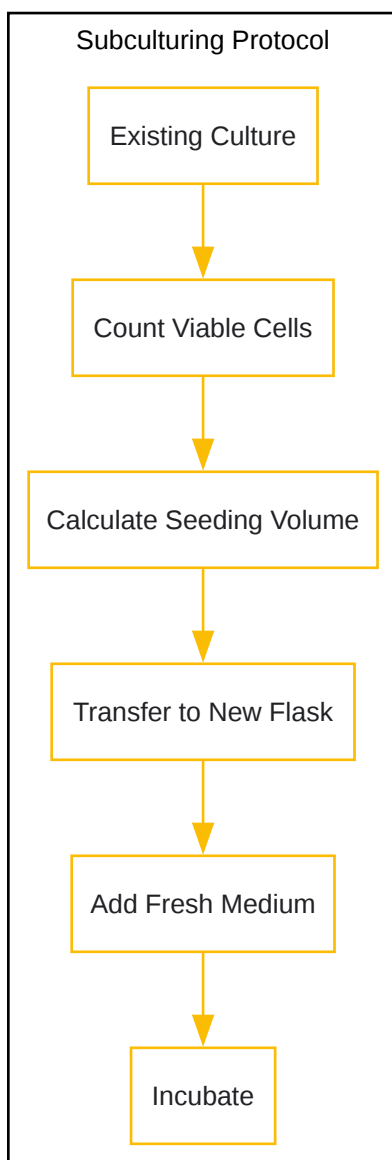 Subculturing Protocol
Existing Culture
Count Viable Cells
Calculate Seeding Volume
Transfer to New Flask
Add Fresh Medium
Incubate